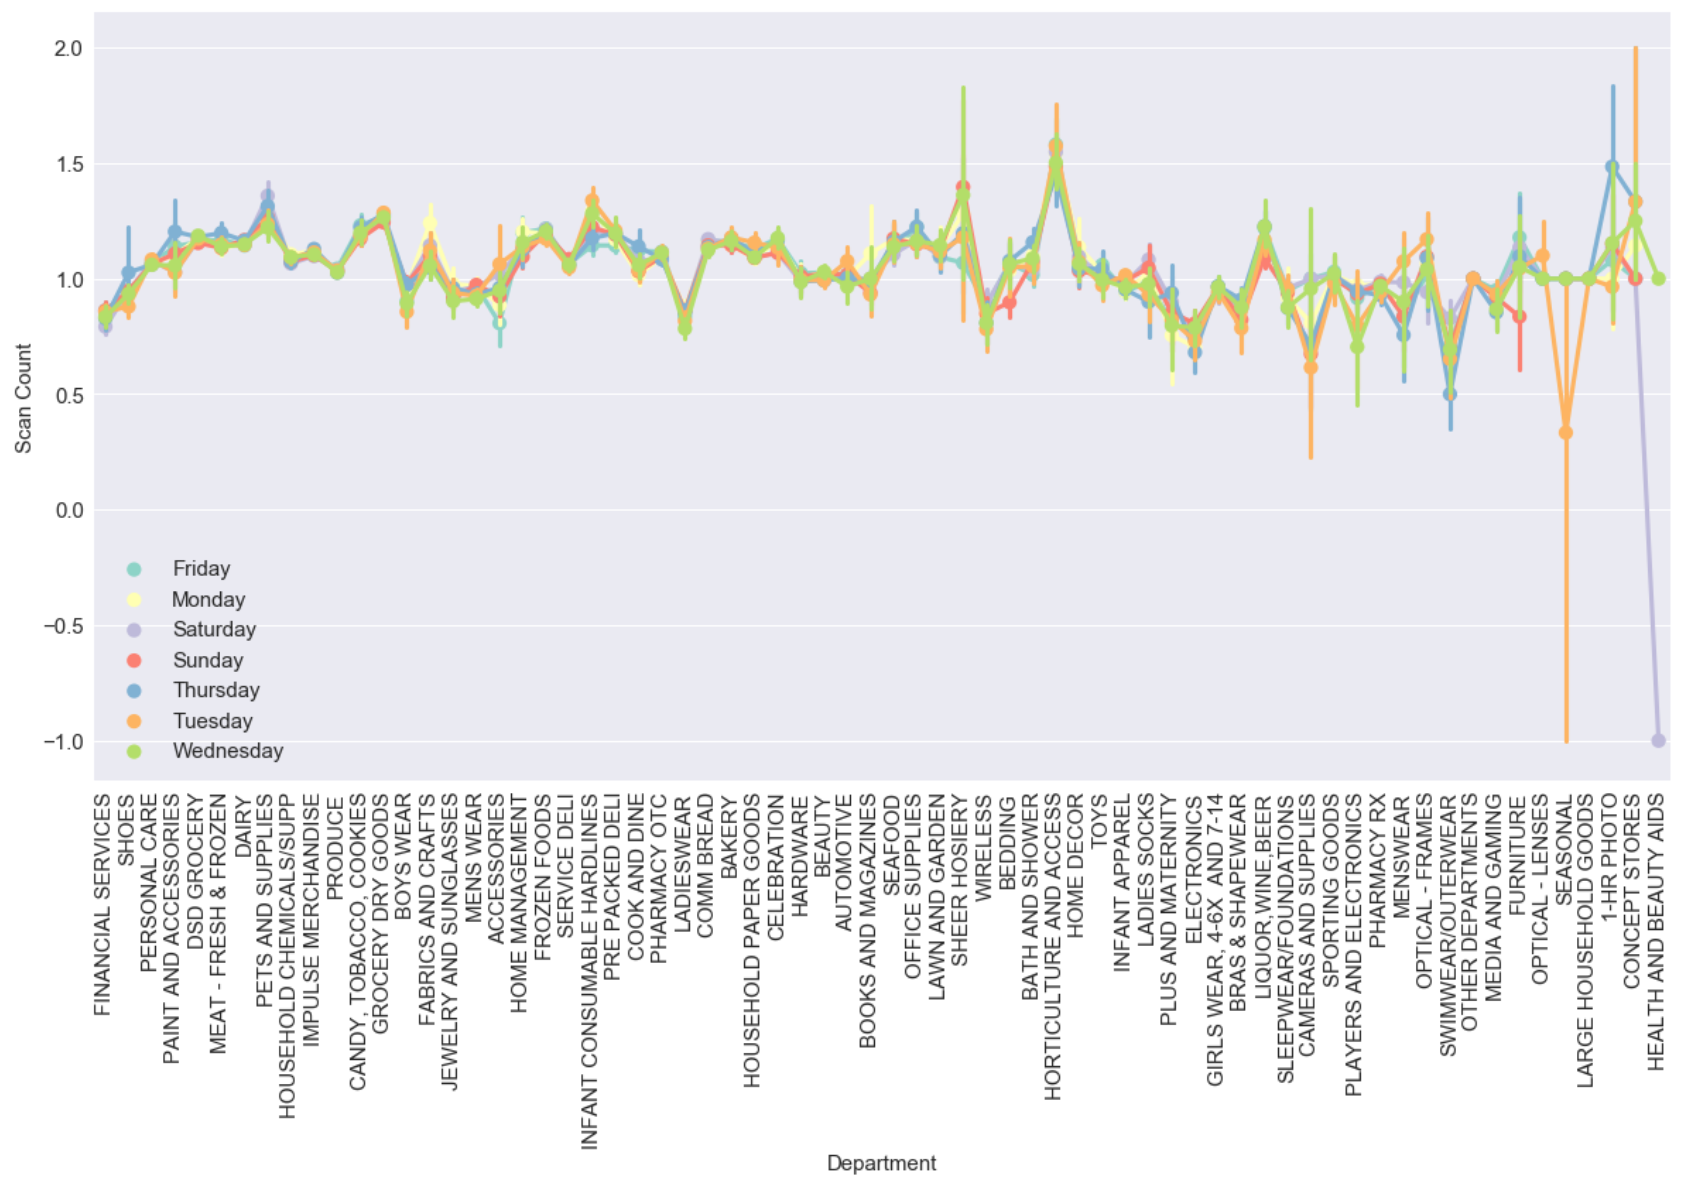 2.0
1.5
1.0
0.5
0.0
−0.5
−1.0
Scan Count
Friday
Monday
Saturday
Sunday
Thursday
Tuesday
Wednesday
FINANCIAL SERVICES
SHOES
PERSONAL CARE
PAINT AND ACCESSORIES
DSD GROCERY
MEAT - FRESH & FROZEN
DAIRY
PETS AND SUPPLIES
HOUSEHOLD CHEMICALS/SUPP
IMPULSE MERCHANDISE
PRODUCE
CANDY, TOBACCO, COOKIES
GROCERY DRY GOODS
BOYS WEAR
FABRICS AND CRAFTS
JEWELRY AND SUNGLASSES
MENS WEAR
ACCESSORIES
HOME MANAGEMENT
FROZEN FOODS
SERVICE DELI
INFANT CONSUMABLE HARDLINES
PRE PACKED DELI
COOK AND DINE
PHARMACY OTC
LADIESWEAR
COMM BREAD
BAKERY
HOUSEHOLD PAPER GOODS
CELEBRATION
HARDWARE
BEAUTY
AUTOMOTIVE
BOOKS AND MAGAZINES
SEAFOOD
OFFICE SUPPLIES
LAWN AND GARDEN
SHEER HOSIERY
WIRELESS
BEDDING
BATH AND SHOWER
HORTICULTURE AND ACCESS
HOME DECOR
TOYS
INFANT APPAREL
LADIES SOCKS
PLUS AND MATERNITY
ELECTRONICS
GIRLS WEAR, 4-6X AND 7-14
BRAS & SHAPEWEAR
LIQUOR,WINE,BEER
SLEEPWEAR/FOUNDATIONS
CAMERAS AND SUPPLIES
SPORTING GOODS
PLAYERS AND ELECTRONICS
PHARMACY RX
MENSWEAR
OPTICAL - FRAMES
SWIMWEAR/OUTERWEAR
OTHER DEPARTMENTS
MEDIA AND GAMING
FURNITURE
OPTICAL - LENSES
SEASONAL
LARGE HOUSEHOLD GOODS
1-HR PHOTO
CONCEPT STORES
HEALTH AND BEAUTY AIDS
Department